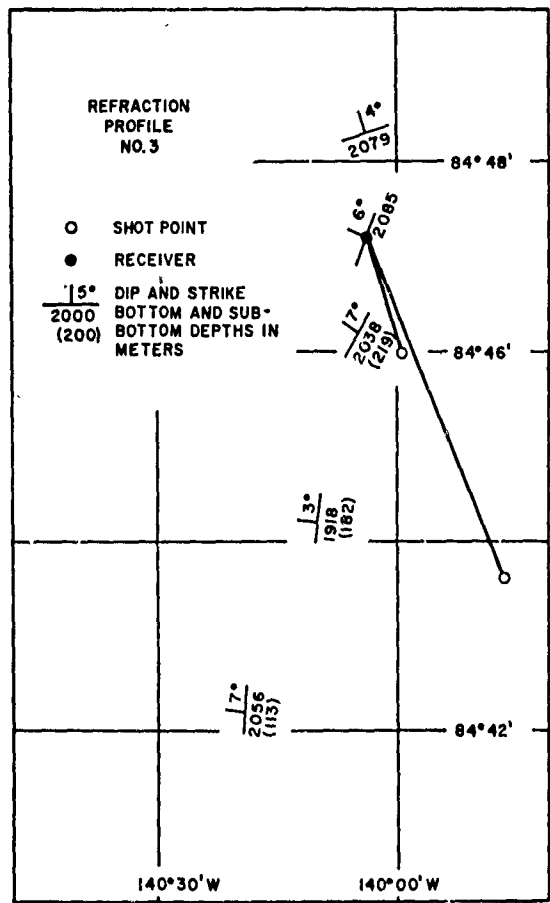 REFRACTION
PROFILE
NO. 3
4°
2079
84°48'
6°
2085
SHOT POINT
RECEIVER
5° DIP AND STRIKE
2000 BOTTOM AND SUB-
(200) BOTTOM DEPTHS IN
METERS
7°
2038
(219)
84°46'
3°
1918
(182)
7°
2056
(113)
84°42'
140°30'W
140°00'W